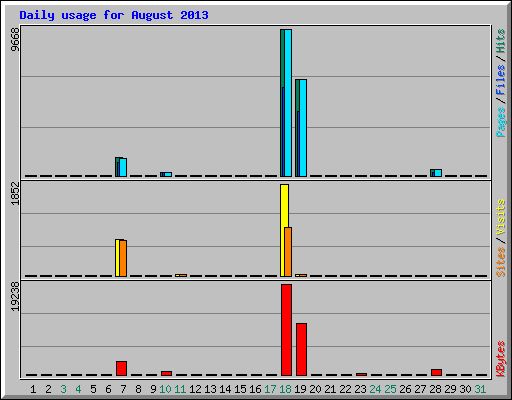 Daily usage for August 2013
9668
Pages / Files / Hits
1852
Sites / Visits
19238
KBytes
1 2 3 4 5 6 7 8 9 10 11 12 13 14 15 16 17 18 19 20 21 22 23 24 25 26 27 28 29 30 31